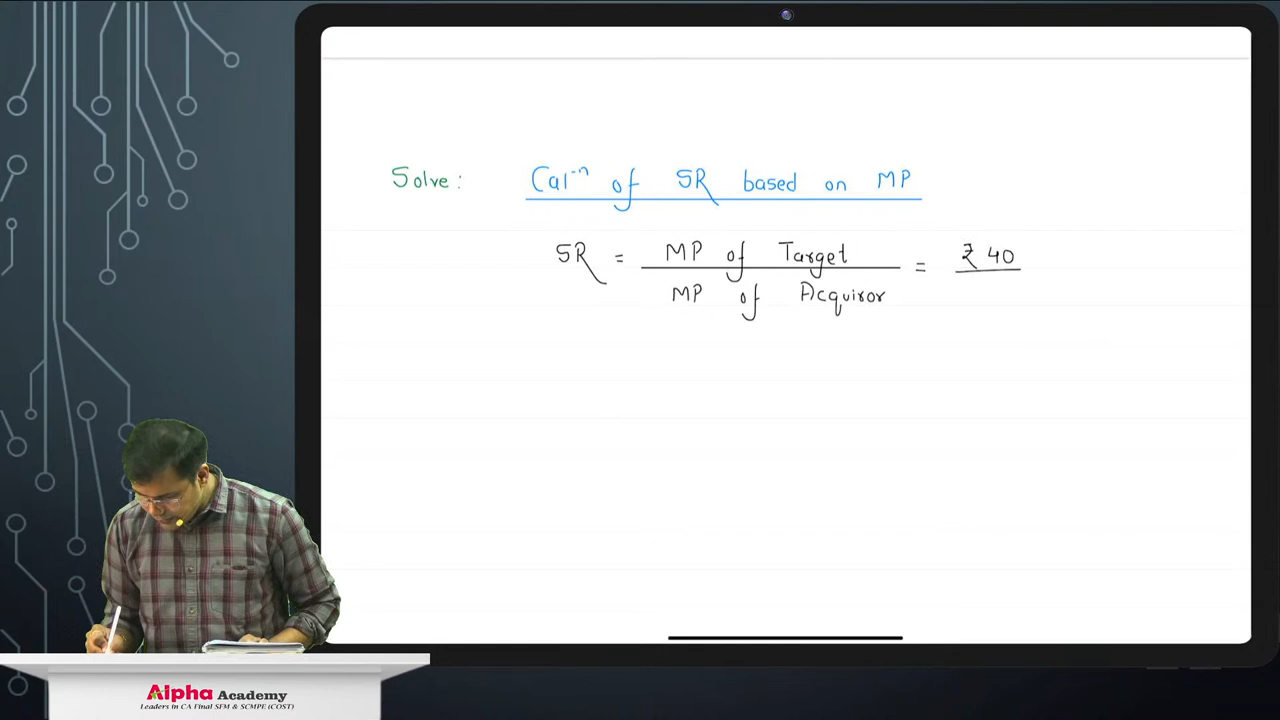 Solve: Cal⁻ⁿ of SR based on MP
SR = MP of Target / MP of Acquiror = ₹ 40
Alpha Academy
Leaders in CA Final SFM & SCMPE (COST)